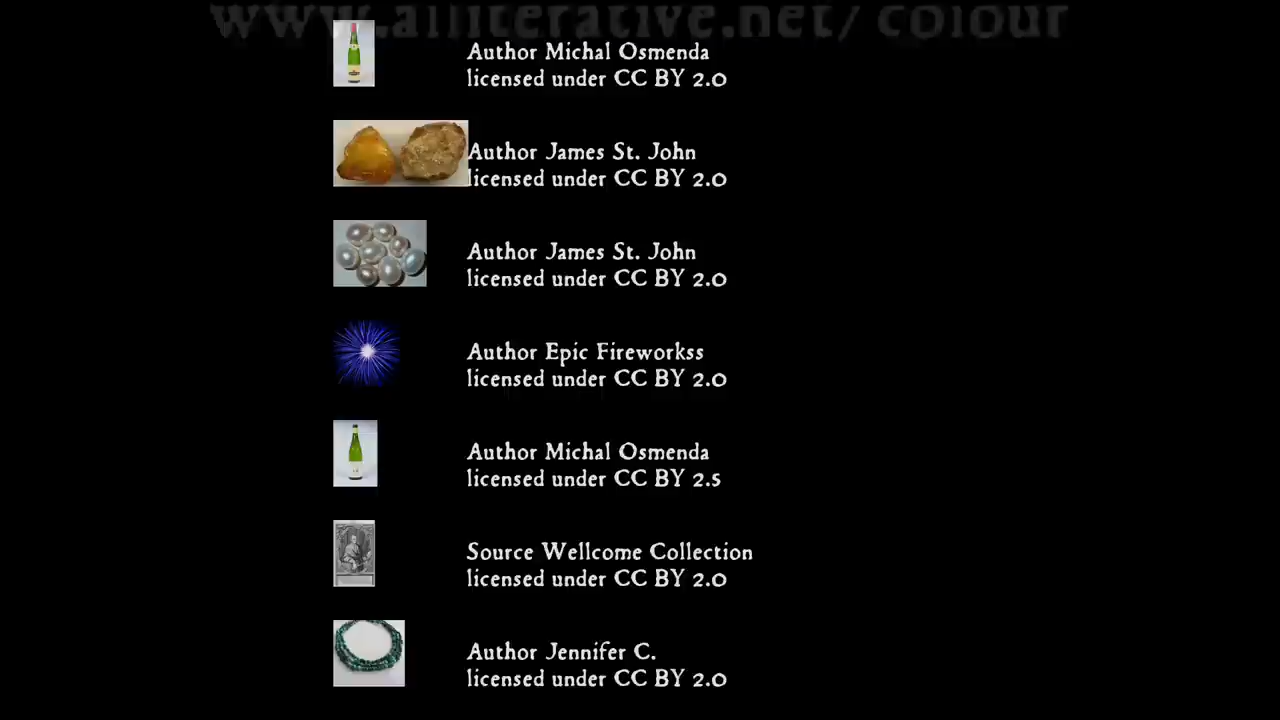 www.alliterative.net/colour
Author Michal Osmenda
licensed under CC BY 2.0
Author James St. John
licensed under CC BY 2.0
Author James St. John
licensed under CC BY 2.0
Author Epic Fireworkss
licensed under CC BY 2.0
Author Michal Osmenda
licensed under CC BY 2.5
Source Wellcome Collection
licensed under CC BY 2.0
Author Jennifer C.
licensed under CC BY 2.0